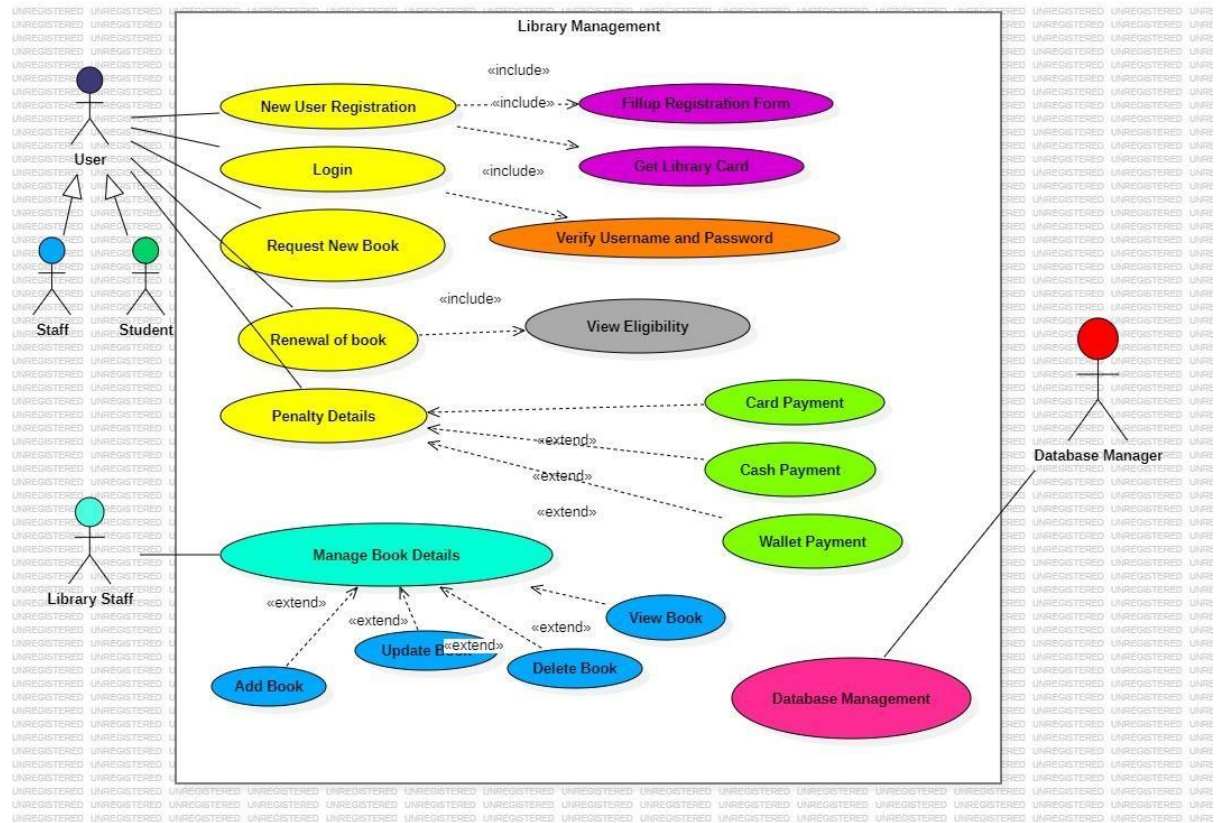 Library Management
«include»
New User Registration
«include»
Fillup Registration Form
User
Login
«include»
Get Library Card
Request New Book
Verify Username and Password
Staff
Student
«include»
Renewal of book
View Eligibility
Penalty Details
Card Payment
«extend»
Cash Payment
«extend»
Database Manager
«extend»
Wallet Payment
Manage Book Details
Library Staff
«extend»
«extend»
View Book
«extend»
Update B
«extend»
Delete Book
Add Book
Database Management
UNREGISTERED